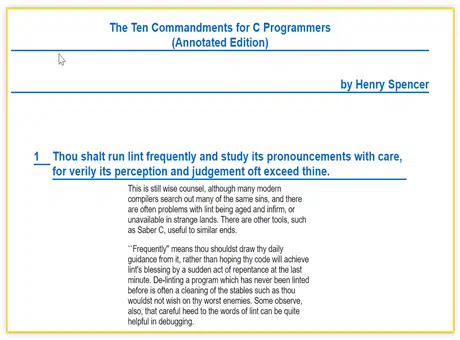 The Ten Commandments for C Programmers
(Annotated Edition)
by Henry Spencer
1 Thou shalt run lint frequently and study its pronouncements with care,
for verily its perception and judgement oft exceed thine.
This is still wise counsel, although many modern
compilers search out many of the same sins, and there
are often problems with lint being aged and infirm, or
unavailable in strange lands. There are other tools, such
as Saber C, useful to similar ends.
``Frequently'' means thou shouldst draw thy daily
guidance from it, rather than hoping thy code will achieve
lint's blessing by a sudden act of repentance at the last
minute. De-linting a program which has never been linted
before is often a cleaning of the stables such as thou
wouldst not wish on thy worst enemies. Some observe,
also, that careful heed to the words of lint can be quite
helpful in debugging.